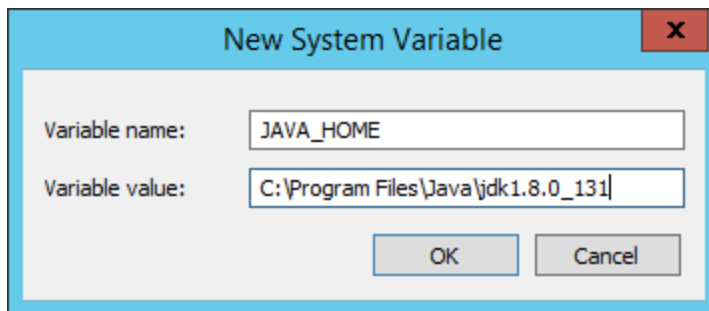 New System Variable
x
Variable name: JAVA_HOME
Variable value: C:\Program Files\Java\jdk1.8.0_131
OK Cancel